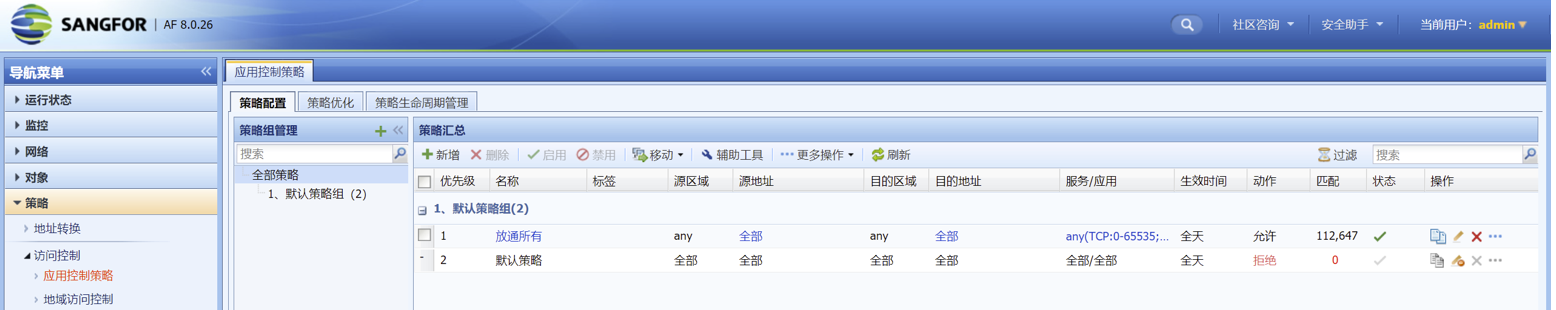 SANGFOR | AF 8.0.26 社区咨询 安全助手 当前用户: admin
导航菜单
运行状态
监控
网络
对象
策略
地址转换
访问控制
应用控制策略
地域访问控制
应用控制策略
策略配置 策略优化 策略生命周期管理
策略组管理
搜索
全部策略
1、默认策略组 (2)
策略汇总
新增 删除 启用 禁用 移动 辅助工具 更多操作 刷新 过滤 搜索
优先级 名称 标签 源区域 源地址 目的区域 目的地址 服务/应用 生效时间 动作 匹配 状态 操作
1、默认策略组(2)
1 放通所有 any 全部 any 全部 any(TCP:0-65535;... 全天 允许 112,647
- 2 默认策略 全部 全部 全部 全部 全部/全部 全天 拒绝 0